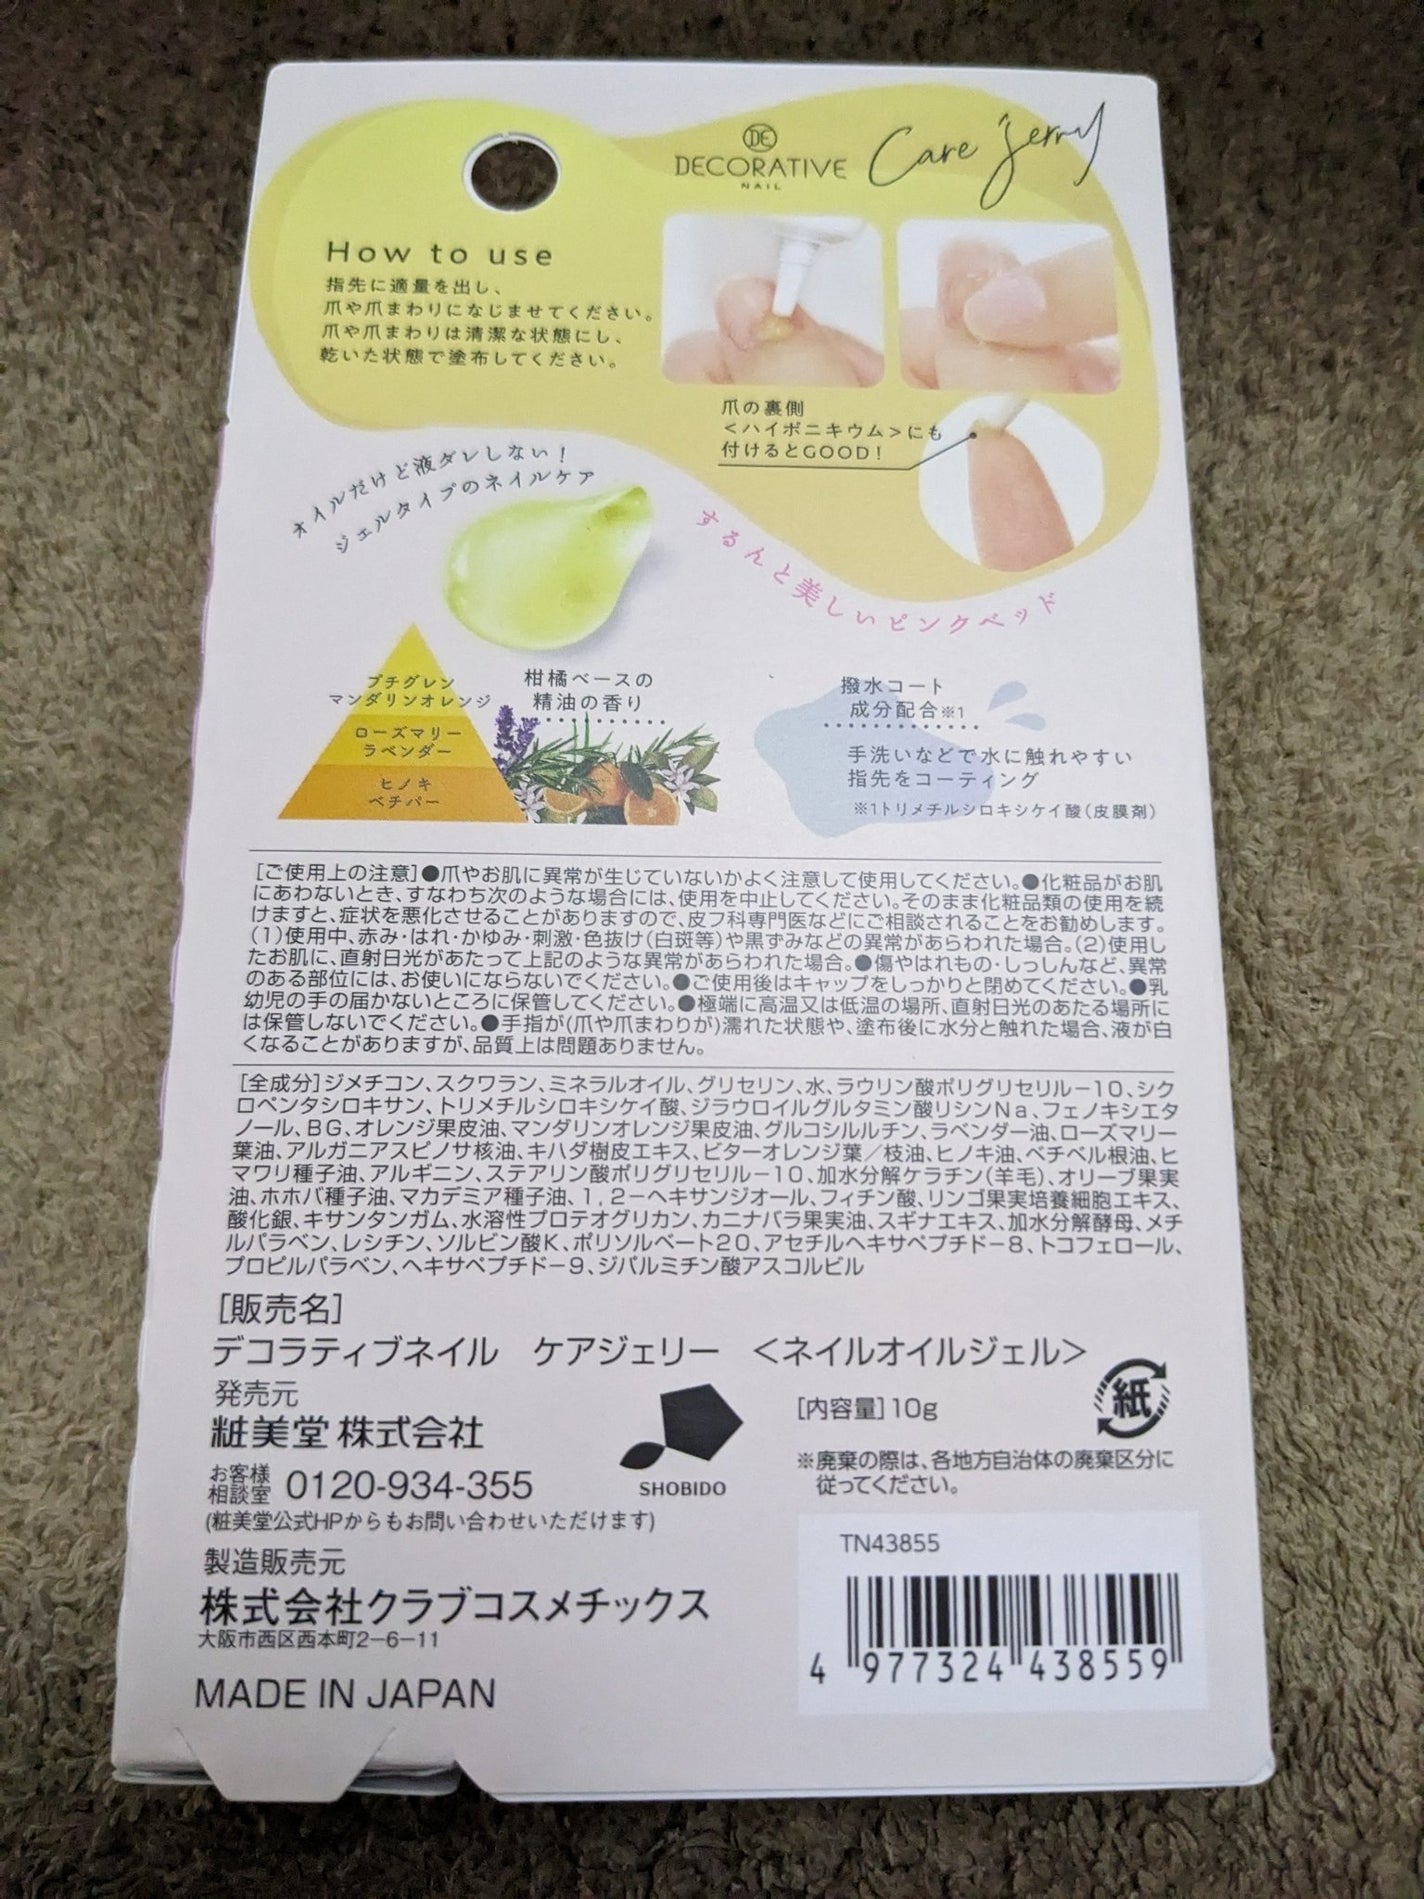 DE
DECORATIVE
NAIL
Care Jerry
How to use
指先に適量を出し、
爪や爪まわりになじませてください。
爪や爪まわりは清潔な状態にし、
乾いた状態で塗布してください。
爪の裏側
<ハイポニキウム>にも
付けるとGOOD!
オイルだけど液ダレしない!
ジェルタイプのネイルケア
するんと美しいピンクベッド
プチグレン
マンダリンオレンジ
ローズマリー
ラベンダー
ヒノキ
ベチバー
柑橘ベースの
精油の香り
撥水コート
成分配合※1
手洗いなどで水に触れやすい
指先をコーティング
※1トリメチルシロキシケイ酸(皮膜剤)
[ご使用上の注意]●爪やお肌に異常が生じていないかよく注意して使用してください。●化粧品がお肌
にあわないとき、すなわち次のような場合には、使用を中止してください。そのまま化粧品類の使用を続
けますと、症状を悪化させることがありますので、皮フ科専門医などにご相談されることをお勧めします。
(1)使用中、赤み・はれ・かゆみ・刺激・色抜け(白斑等)や黒ずみなどの異常があらわれた場合。(2)使用し
たお肌に、直射日光があたって上記のような異常があらわれた場合。●傷やはれもの・しっしんなど、異常
のある部位には、お使いにならないでください。●ご使用後はキャップをしっかりと閉めてください。●乳
幼児の手の届かないところに保管してください。●極端に高温又は低温の場所、直射日光のあたる場所に
は保管しないでください。●手指が(爪や爪まわりが)濡れた状態や、塗布後に水分と触れた場合、液が白
くなることがありますが、品質上は問題ありません。
[全成分]ジメチコン、スクワラン、ミネラルオイル、グリセリン、水、ラウリン酸ポリグリセリル－10、シク
ロペンタシロキサン、トリメチルシロキシケイ酸、ジラウロイルグルタミン酸リシンNa、フェノキシエタ
ノール、BG、オレンジ果皮油、マンダリンオレンジ果皮油、グルコシルルチン、ラベンダー油、ローズマリー
葉油、アルガニアスピノサ核油、キハダ樹皮エキス、ビターオレンジ葉／枝油、ヒノキ油、ベチベル根油、ヒ
マワリ種子油、アルギニン、ステアリン酸ポリグリセリル－10、加水分解ケラチン(羊毛)、オリーブ果実
油、ホホバ種子油、マカデミア種子油、1,2－ヘキサンジオール、フィチン酸、リンゴ果実培養細胞エキス、
酸化銀、キサンタンガム、水溶性プロテオグリカン、カニナバラ果実油、スギナエキス、加水分解酵母、メチ
ルパラベン、レシチン、ソルビン酸K、ポリソルベート20、アセチルヘキサペプチド－8、トコフェロール、
プロピルパラベン、ヘキサペプチド－9、ジパルミチン酸アスコルビル
[販売名]
デコラティブネイル ケアジェリー <ネイルオイルジェル>
発売元
粧美堂 株式会社
お客様
相談室 0120-934-355
(粧美堂公式HPからもお問い合わせいただけます)
SHOBIDO
[内容量]10g
紙
※廃棄の際は、各地方自治体の廃棄区分に
従ってください。
製造販売元
株式会社クラブコスメチックス
大阪市西区西本町2－6－11
MADE IN JAPAN
TN43855
4 977324 438559